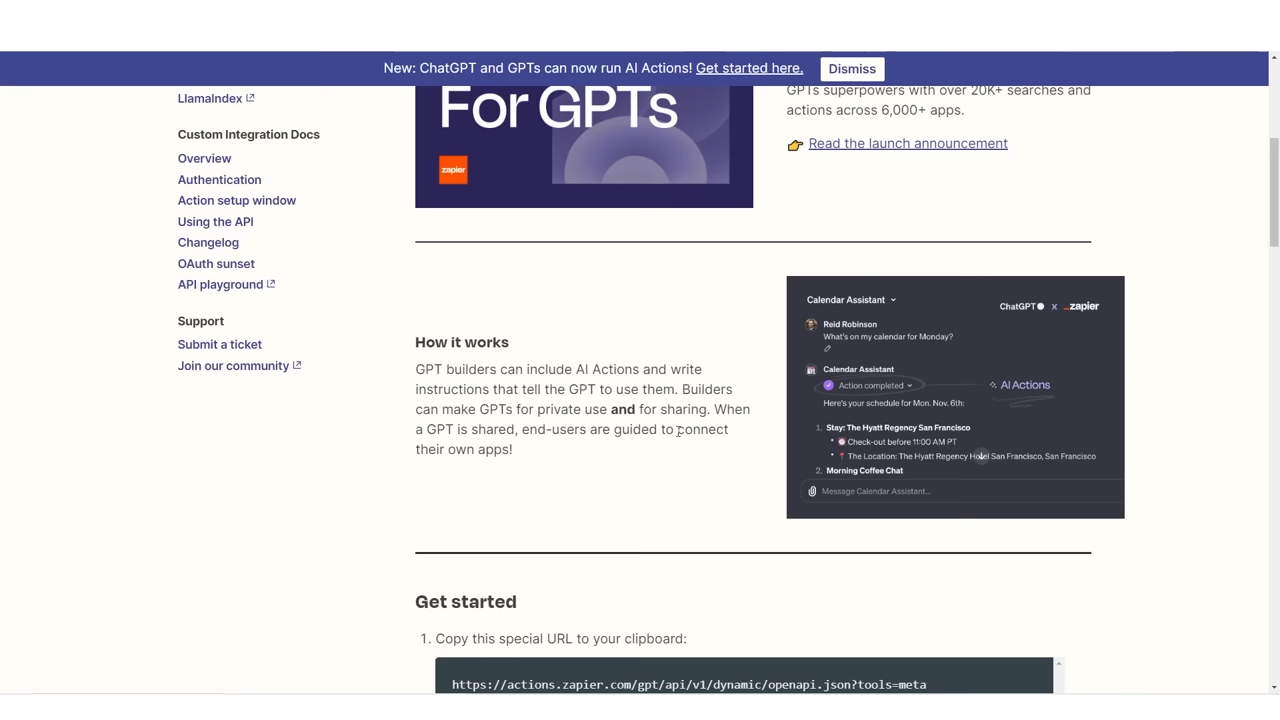 New: ChatGPT and GPTs can now run AI Actions! Get started here.
Dismiss
LlamaIndex
Custom Integration Docs
Overview
Authentication
Action setup window
Using the API
Changelog
OAuth sunset
API playground
Support
Submit a ticket
Join our community
For GPTs
zapier
GPTs superpowers with over 20K+ searches and
actions across 6,000+ apps.
👉 Read the launch announcement
How it works
GPT builders can include AI Actions and write
instructions that tell the GPT to use them. Builders
can make GPTs for private use and for sharing. When
a GPT is shared, end-users are guided to connect
their own apps!
Calendar Assistant
ChatGPT X zapier
Reid Robinson
What's on my calendar for Monday?
Calendar Assistant
Action completed
AI Actions
Here's your schedule for Mon. Nov. 6th:
1. Stay: The Hyatt Regency San Francisco
• ⏰ Check-out before 11:00 AM PT
• 📍 The Location: The Hyatt Regency Hotel San Francisco, San Francisco
2. Morning Coffee Chat
Message Calendar Assistant...
Get started
1. Copy this special URL to your clipboard:
https://actions.zapier.com/gpt/api/v1/dynamic/openapi.json?tools=meta